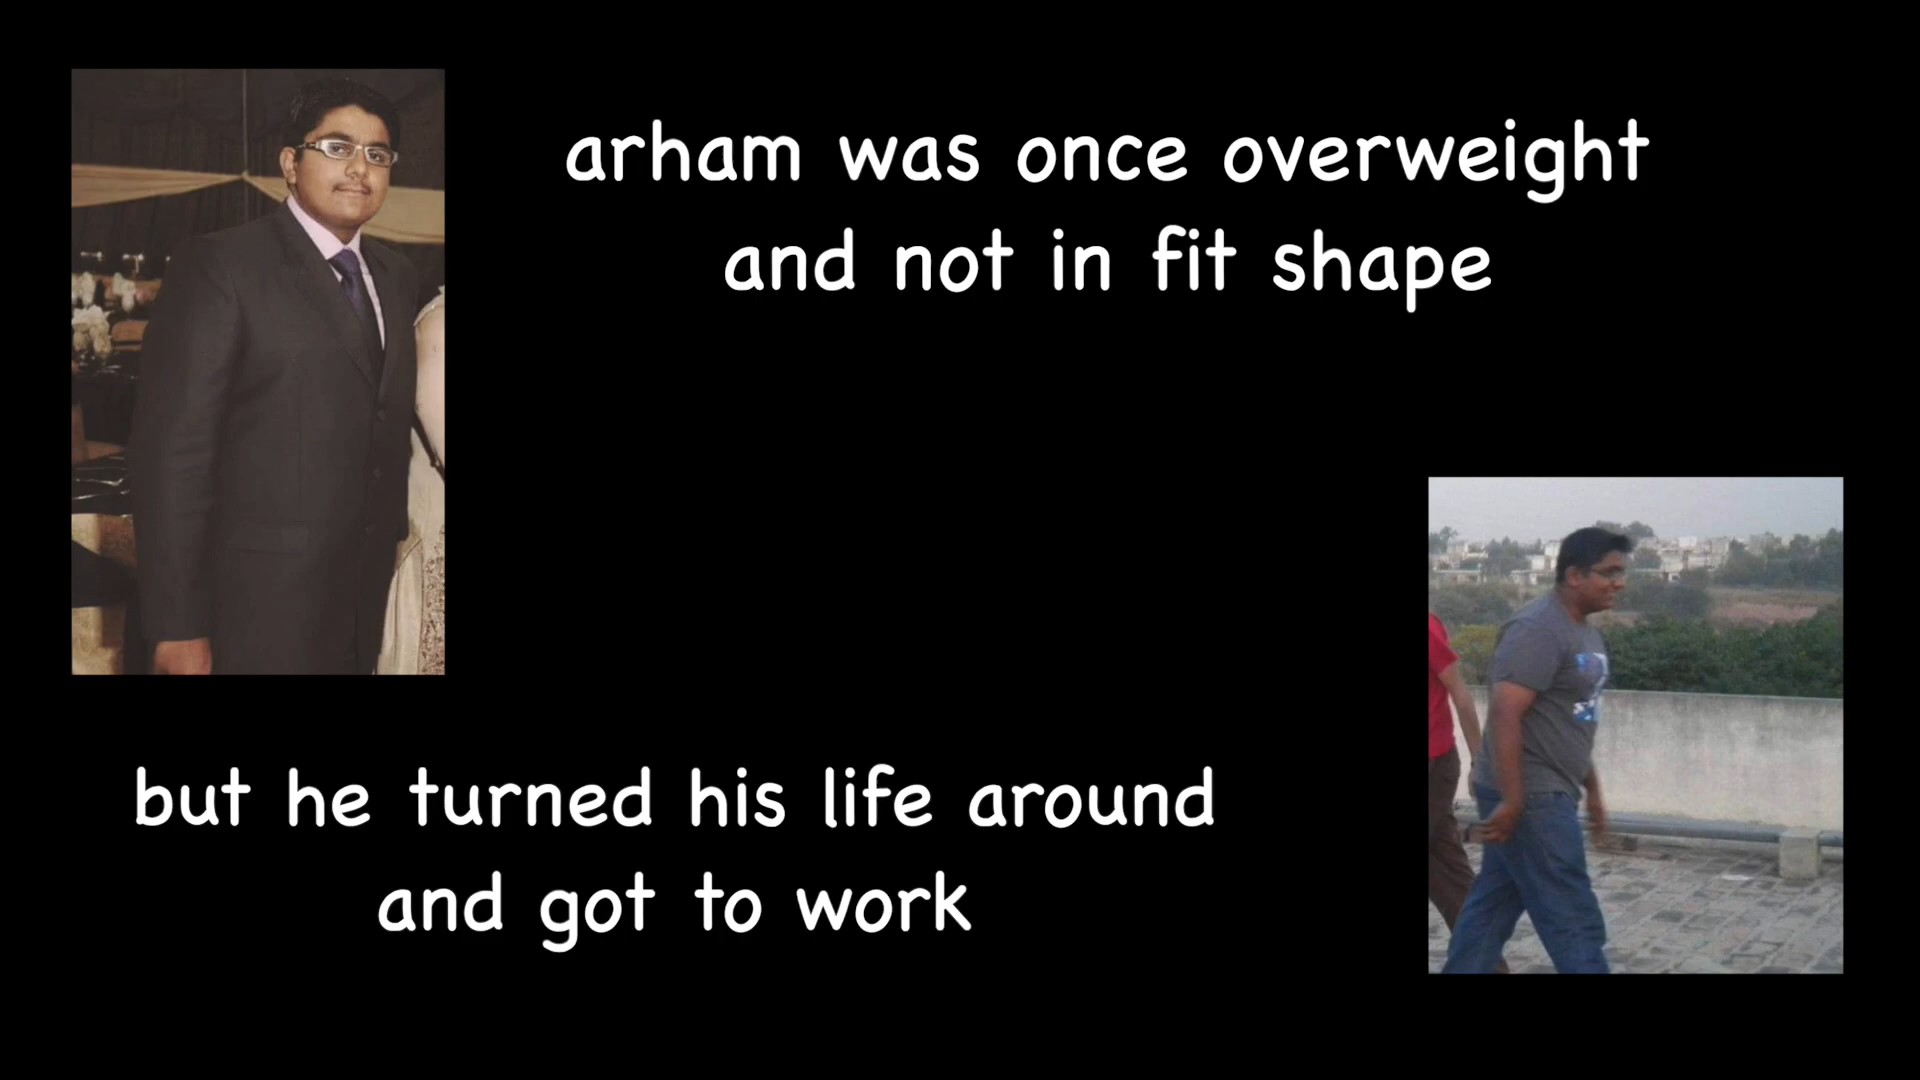 arham was once overweight
and not in fit shape
but he turned his life around
and got to work